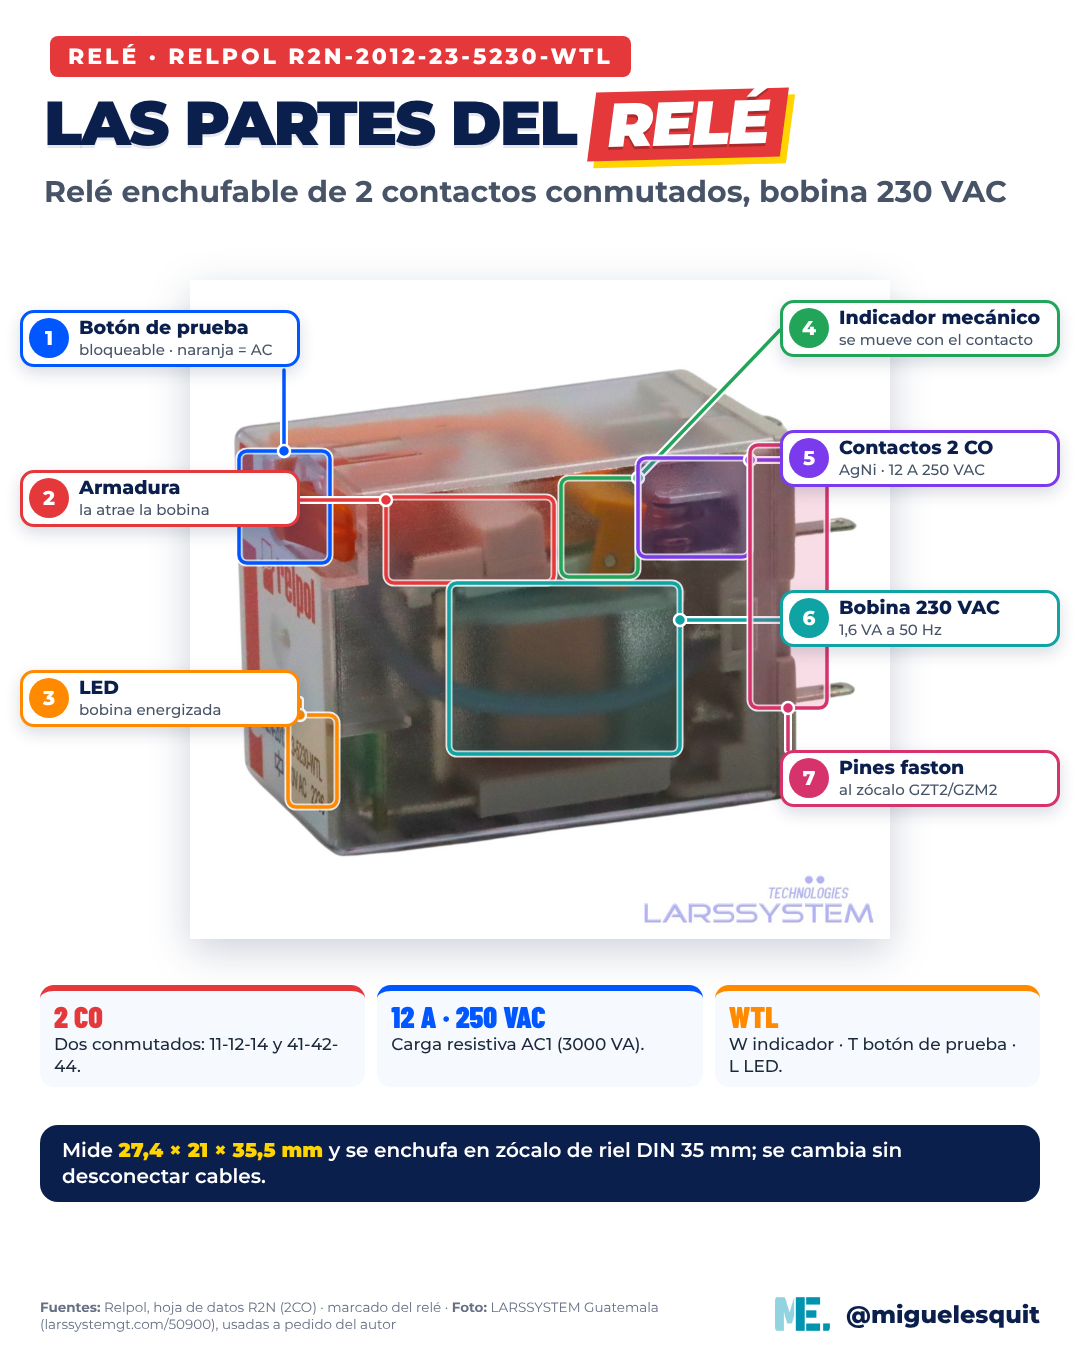 RELÉ · RELPOL R2N-2012-23-5230-WTL
LAS PARTES DEL RELÉ
Relé enchufable de 2 contactos conmutados, bobina 230 VAC
1 Botón de prueba
bloqueable · naranja = AC
2 Armadura
la atrae la bobina
3 LED
bobina energizada
4 Indicador mecánico
se mueve con el contacto
5 Contactos 2 CO
AgNi · 12 A 250 VAC
6 Bobina 230 VAC
1,6 VA a 50 Hz
7 Pines faston
al zócalo GZT2/GZM2
relpol
-5230-WTL
TECHNOLOGIES
LARSSYSTEM
2 CO
Dos conmutados: 11-12-14 y 41-42-
44.
12 A · 250 VAC
Carga resistiva AC1 (3000 VA).
WTL
W indicador · T botón de prueba ·
L LED.
Mide 27,4 × 21 × 35,5 mm y se enchufa en zócalo de riel DIN 35 mm; se cambia sin
desconectar cables.
Fuentes: Relpol, hoja de datos R2N (2CO) · marcado del relé · Foto: LARSSYSTEM Guatemala
(larssystemgt.com/50900), usadas a pedido del autor
ME. @miguelesquit